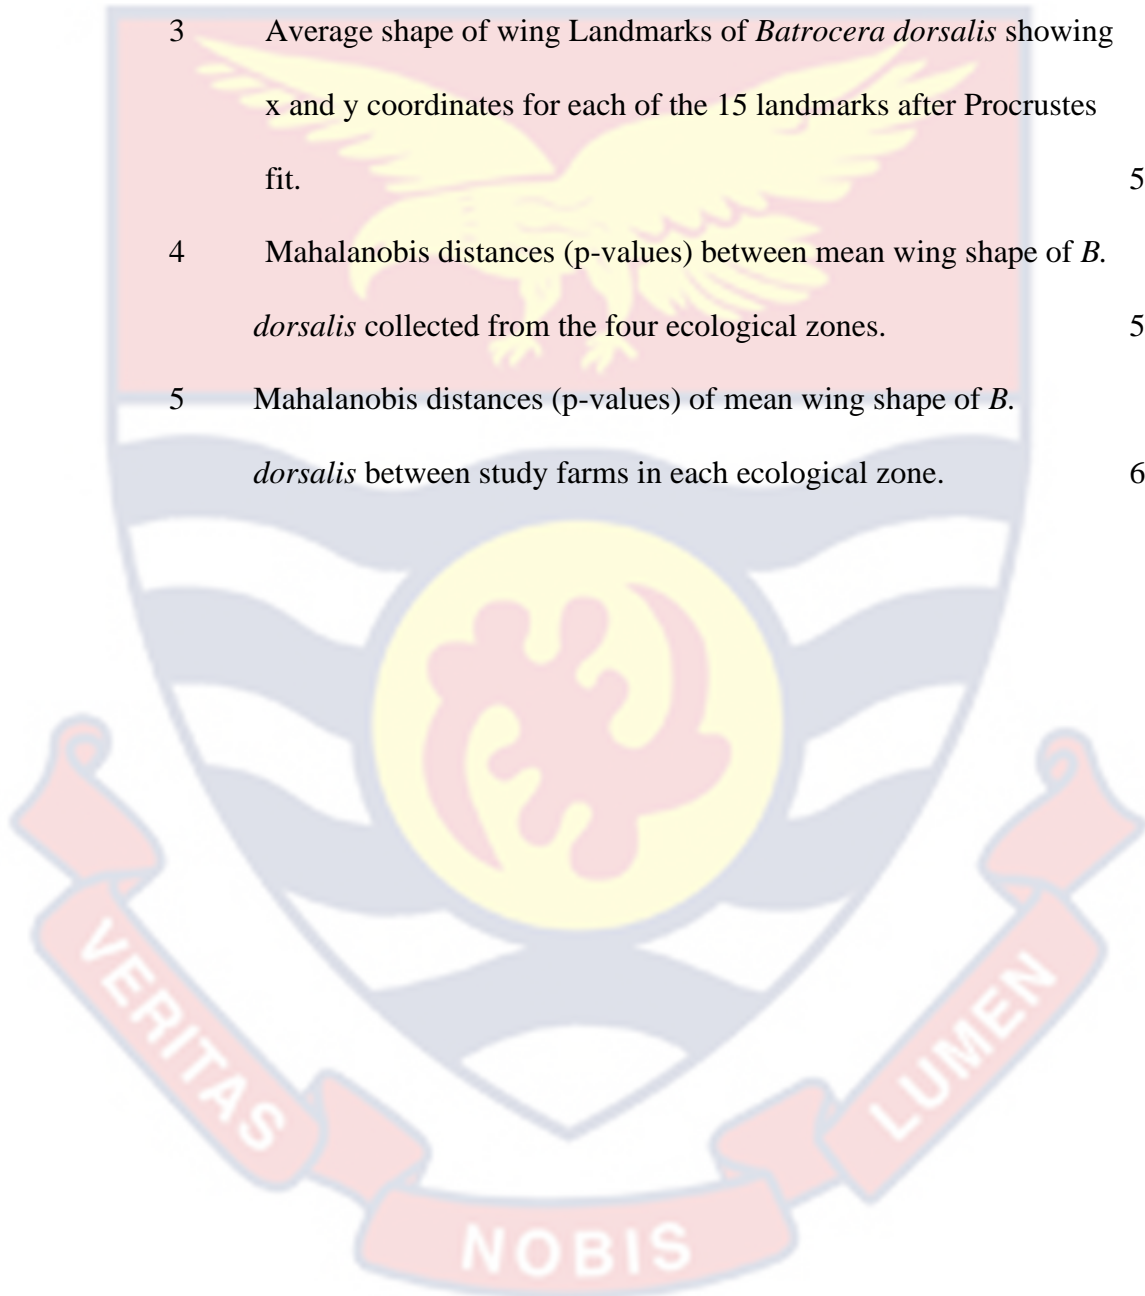 3 Average shape of wing Landmarks of Batrocera dorsalis showing
x and y coordinates for each of the 15 landmarks after Procrustes
fit. 5
4 Mahalanobis distances (p-values) between mean wing shape of B.
dorsalis collected from the four ecological zones. 5
5 Mahalanobis distances (p-values) of mean wing shape of B.
dorsalis between study farms in each ecological zone. 6
VERITAS
NOBIS
LUMEN